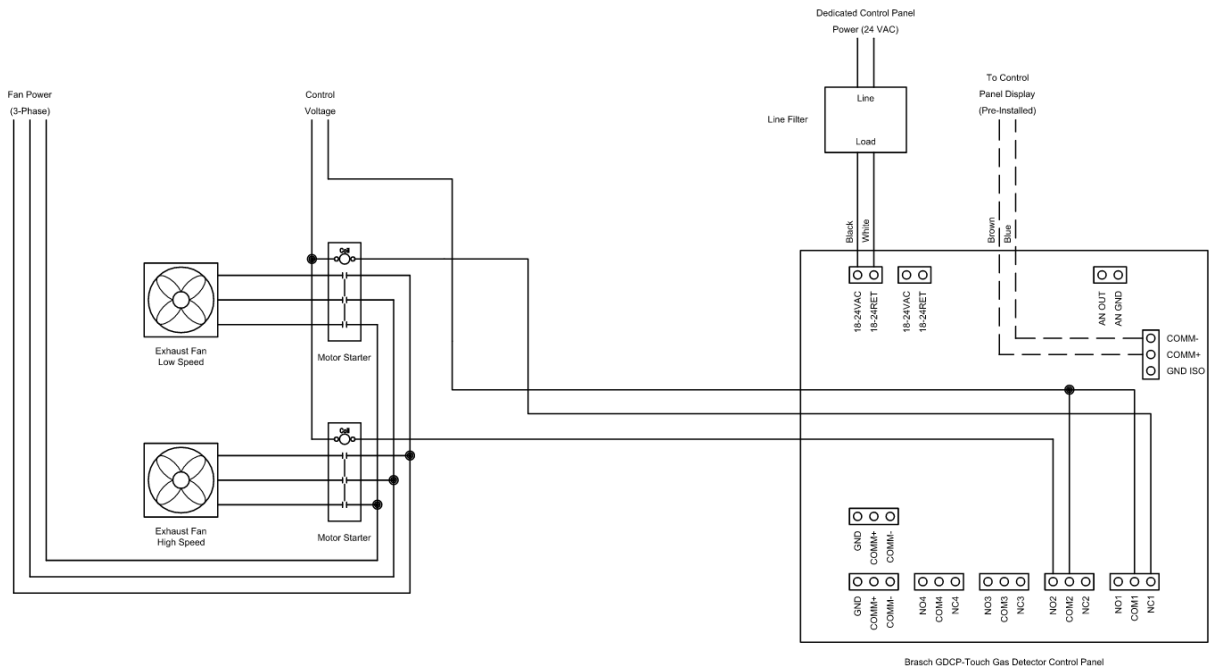 Dedicated Control Panel
Power (24 VAC)
Fan Power
(3-Phase)
Control
Voltage
To Control
Panel Display
(Pre-Installed)
Line Filter
Line
Load
Black
White
Brown
Blue
Coil
Motor Starter
Exhaust Fan
Low Speed
Coil
Motor Starter
Exhaust Fan
High Speed
18-24VAC
18-24RET
18-24VAC
18-24RET
AN OUT
AN GND
COMM-
COMM+
GND ISO
GND
COMM+
COMM-
GND
COMM+
COMM-
NO4
COM4
NC4
NO3
COM3
NC3
NO2
COM2
NC2
NO1
COM1
NC1
Brasch GDCP-Touch Gas Detector Control Panel